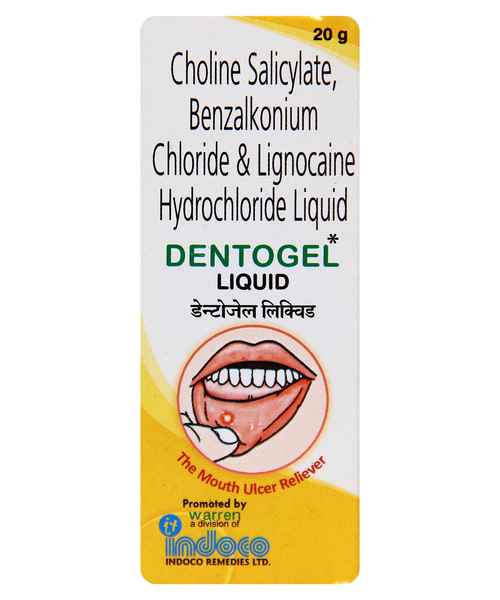 20 g
Choline Salicylate,
Benzalkonium
Chloride & Lignocaine
Hydrochloride Liquid
DENTOGEL*
LIQUID
डेन्टोजेल लिक्विड
The Mouth Ulcer Reliever
Promoted by
warren
a division of
indoco
INDOCO REMEDIES LTD.